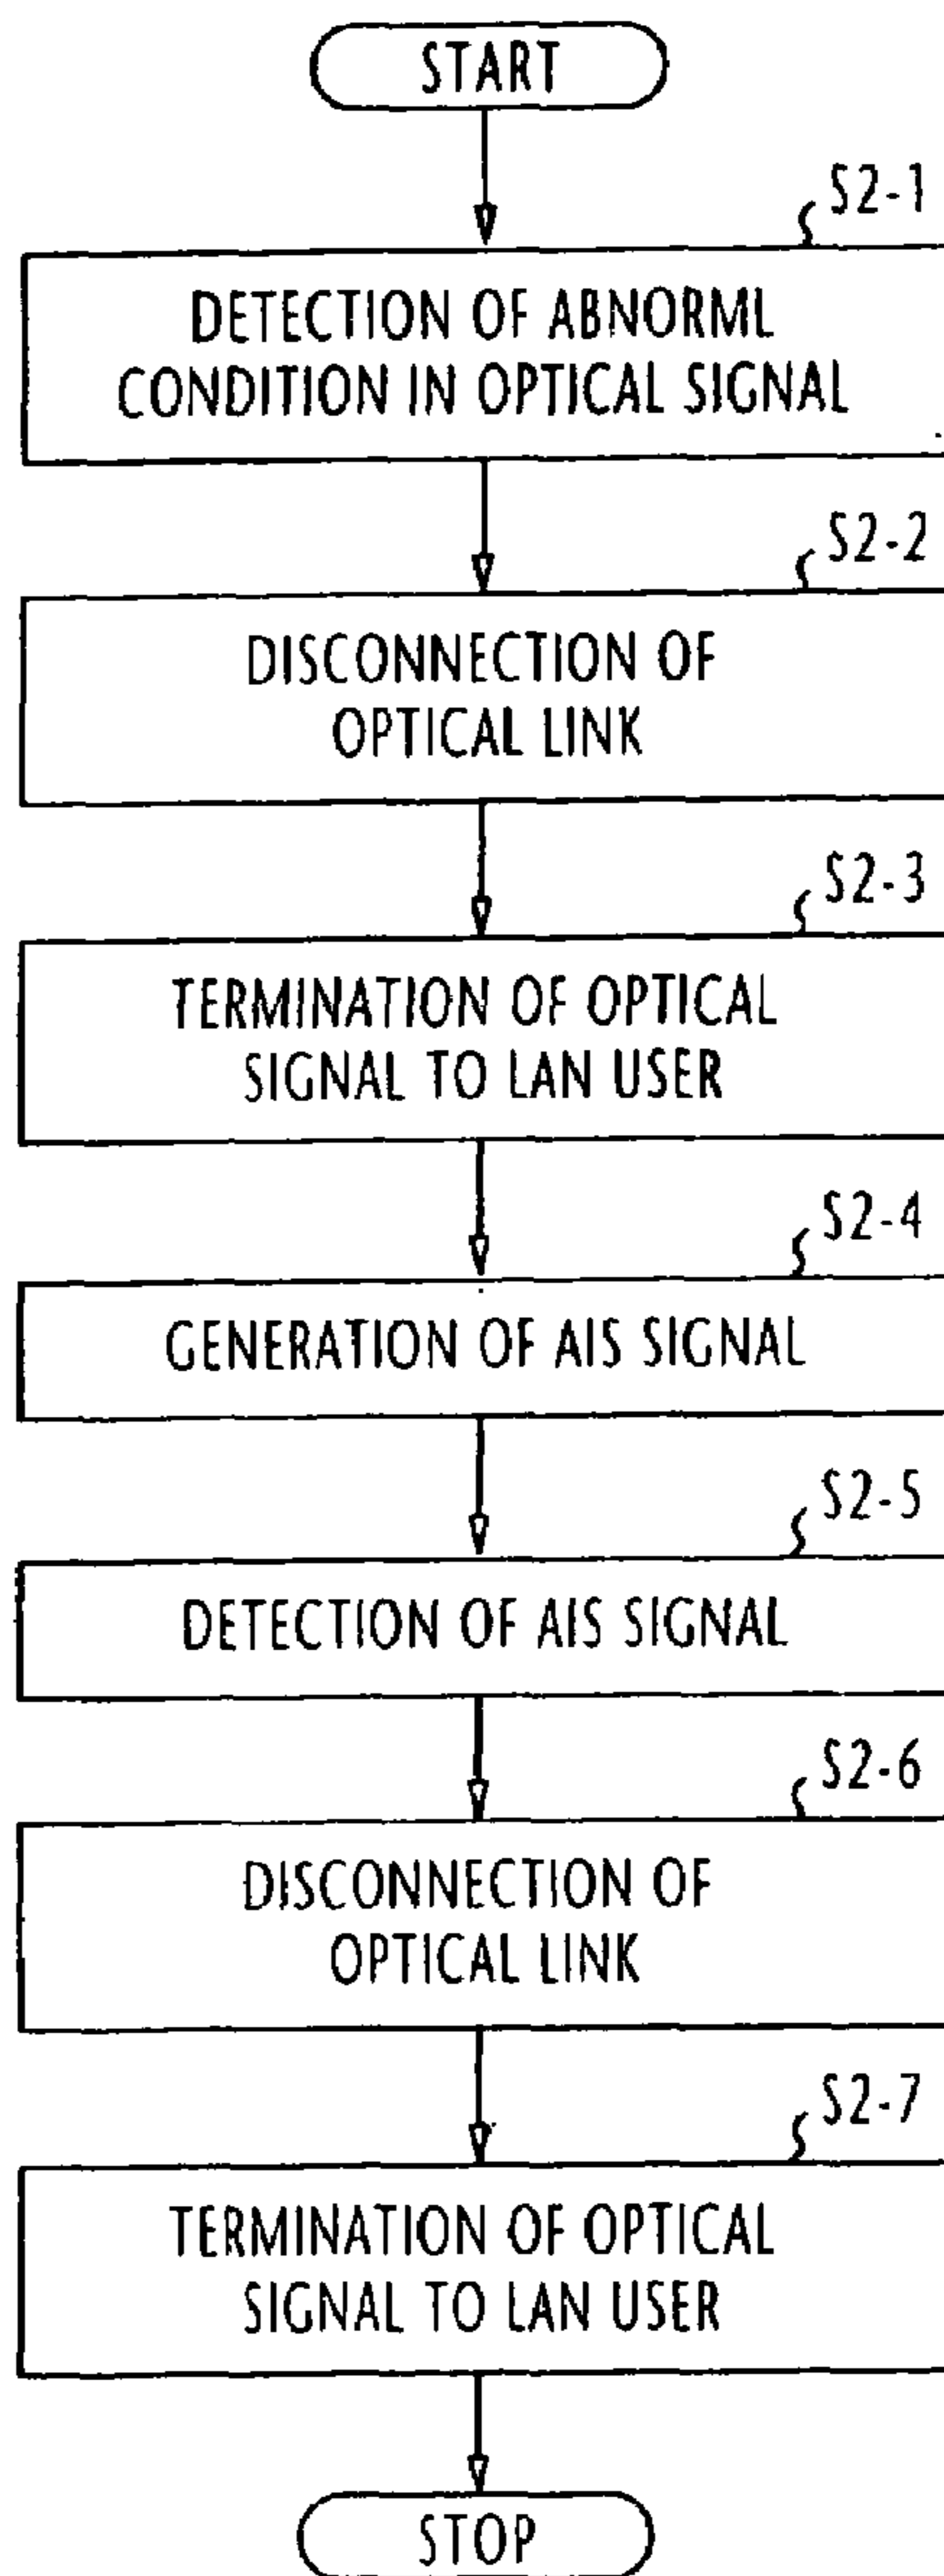 START
S2-1
DETECTION OF ABNORML
CONDITION IN OPTICAL SIGNAL
S2-2
DISCONNECTION OF
OPTICAL LINK
S2-3
TERMINATION OF OPTICAL
SIGNAL TO LAN USER
S2-4
GENERATION OF AIS SIGNAL
S2-5
DETECTION OF AIS SIGNAL
S2-6
DISCONNECTION OF
OPTICAL LINK
S2-7
TERMINATION OF OPTICAL
SIGNAL TO LAN USER
STOP